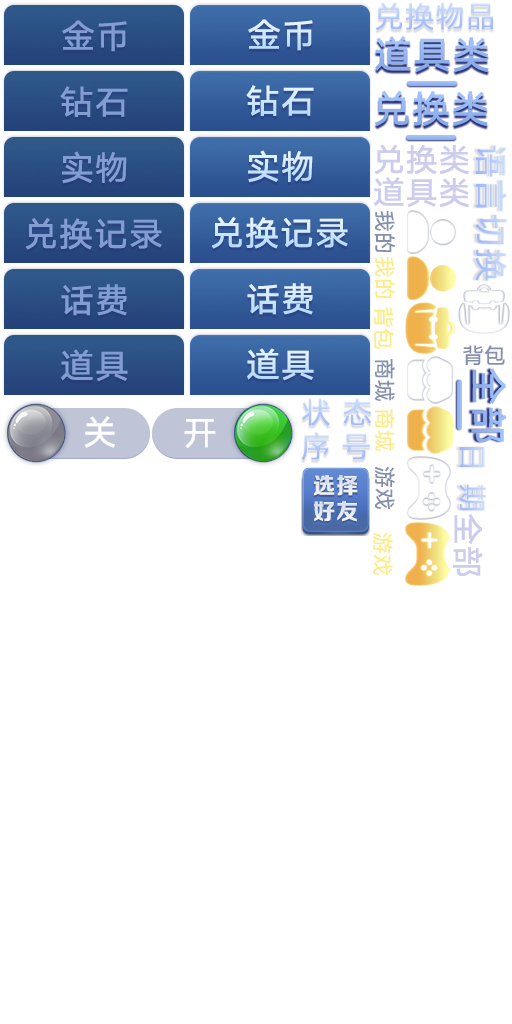 金币
金币
钻石
钻石
实物
实物
兑换记录
兑换记录
话费
话费
道具
道具
关
开
状态
序号
选择
好友
兑换物品
道具类
兑换类
兑换类
道具类
语言切换
我的
我的
背包
背包
商城
商城
全部
日期
游戏
游戏
全部